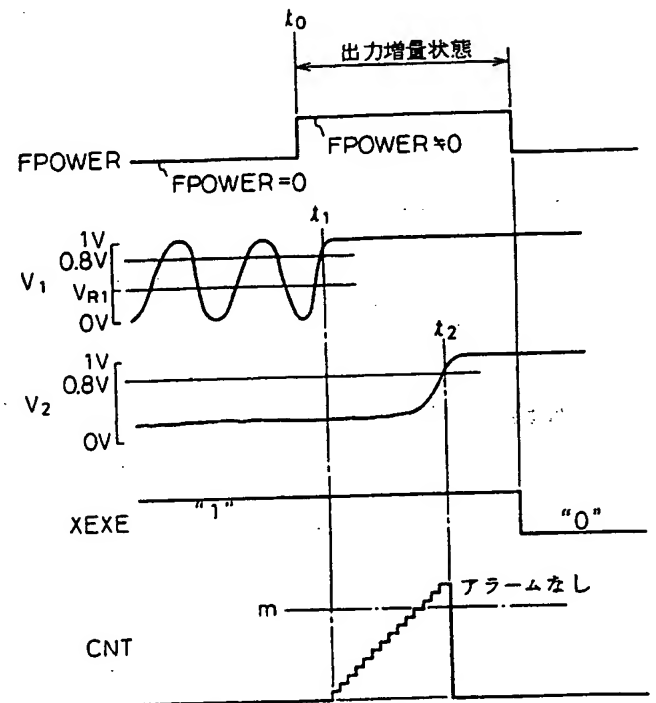 t0
出力増量状態
FPOWER
FPOWER=0
FPOWER≒0
t1
V1
1V
0.8V
VR1
0V
t2
V2
1V
0.8V
0V
XEXE
"1"
"0"
アラームなし
m
CNT